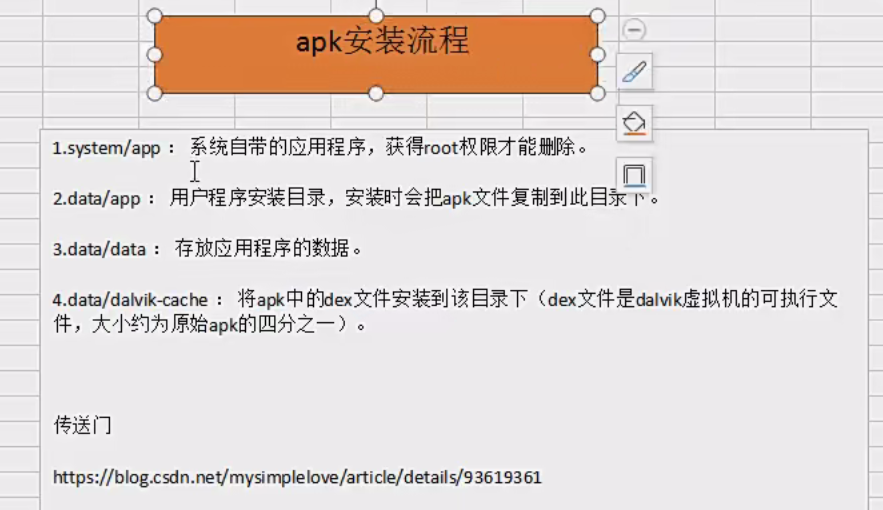 apk安装流程
1.system/app： 系统自带的应用程序，获得root权限才能删除。
2.data/app： 用户程序安装目录，安装时会把apk文件复制到此目录下。
3.data/data： 存放应用程序的数据。
4.data/dalvik-cache： 将apk中的dex文件安装到该目录下（dex文件是dalvik虚拟机的可执行文
件，大小约为原始apk的四分之一）。
传送门
https://blog.csdn.net/mysimplelove/article/details/93619361